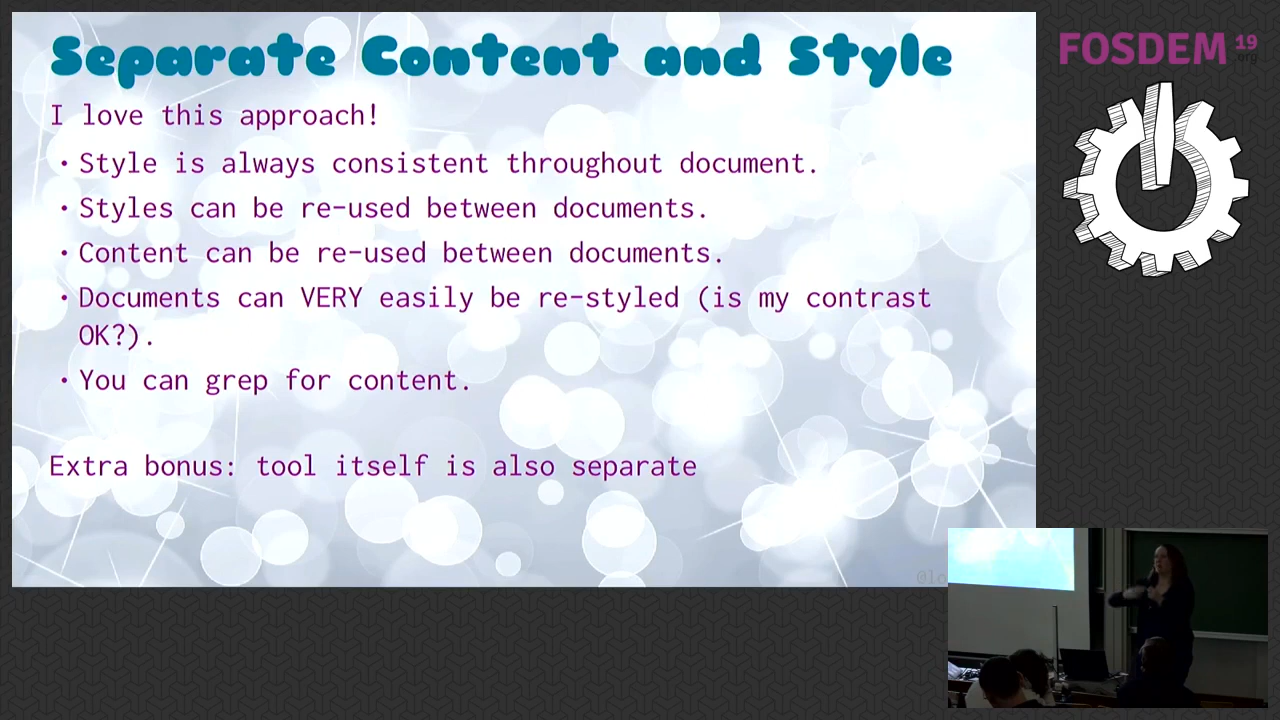 Separate Content and Style
I love this approach!
• Style is always consistent throughout document.
• Styles can be re-used between documents.
• Content can be re-used between documents.
• Documents can VERY easily be re-styled (is my contrast
OK?).
• You can grep for content.
Extra bonus: tool itself is also separate
FOSDEM 19
.org